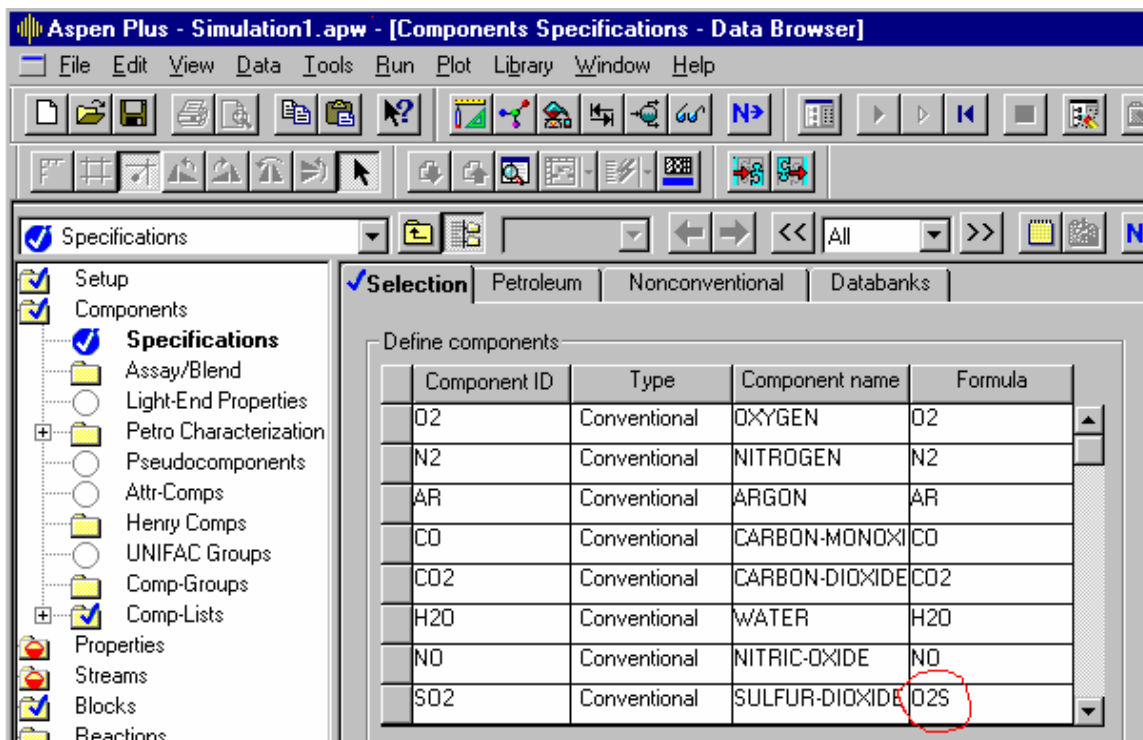 Aspen Plus - Simulation1.apw - [Components Specifications - Data Browser]
File Edit View Data Tools Run Plot Library Window Help
N
Specifications
All
N
Setup
Components
Specifications
Assay/Blend
Light-End Properties
Petro Characterization
Pseudocomponents
Attr-Comps
Henry Comps
UNIFAC Groups
Comp-Groups
Comp-Lists
Properties
Streams
Blocks
Reactions
Selection Petroleum Nonconventional Databanks
Define components
Component ID Type Component name Formula
O2 Conventional OXYGEN O2
N2 Conventional NITROGEN N2
AR Conventional ARGON AR
CO Conventional CARBON-MONOXI CO
CO2 Conventional CARBON-DIOXIDE CO2
H2O Conventional WATER H2O
NO Conventional NITRIC-OXIDE NO
SO2 Conventional SULFUR-DIOXIDE O2S